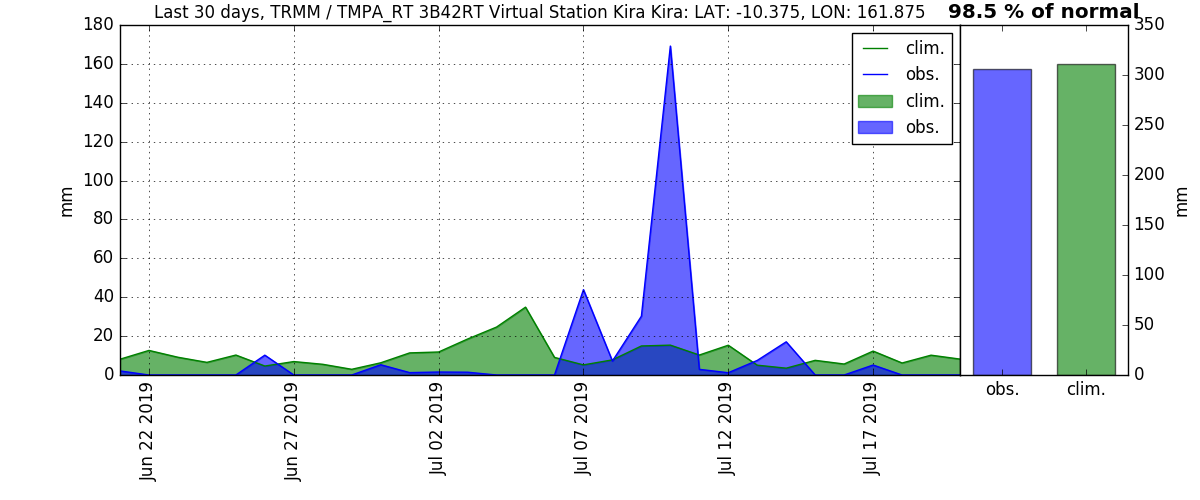 Last 30 days, TRMM / TMPA_RT 3B42RT Virtual Station Kira Kira: LAT: -10.375, LON: 161.875
98.5 % of normal
180
160
140
120
100
80
60
40
20
0
mm
clim.
obs.
clim.
obs.
Jun 22 2019
Jun 27 2019
Jul 02 2019
Jul 07 2019
Jul 12 2019
Jul 17 2019
350
300
250
200
150
100
50
0
mm
obs.
clim.